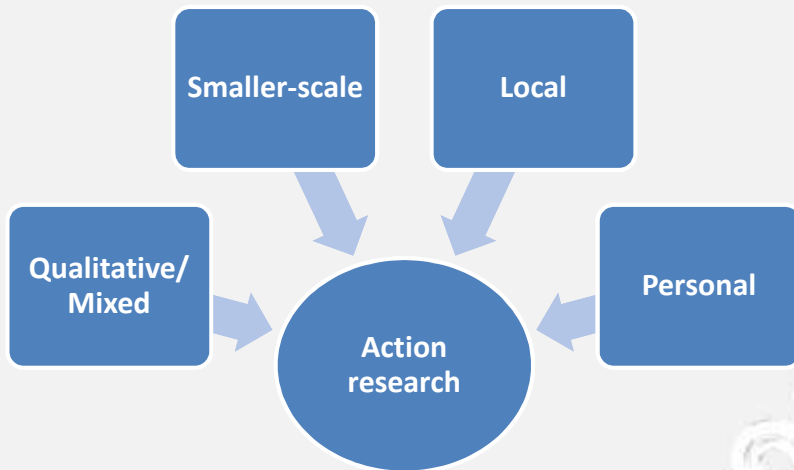 Smaller-scale
Local
Qualitative/
Mixed
Personal
Action
research